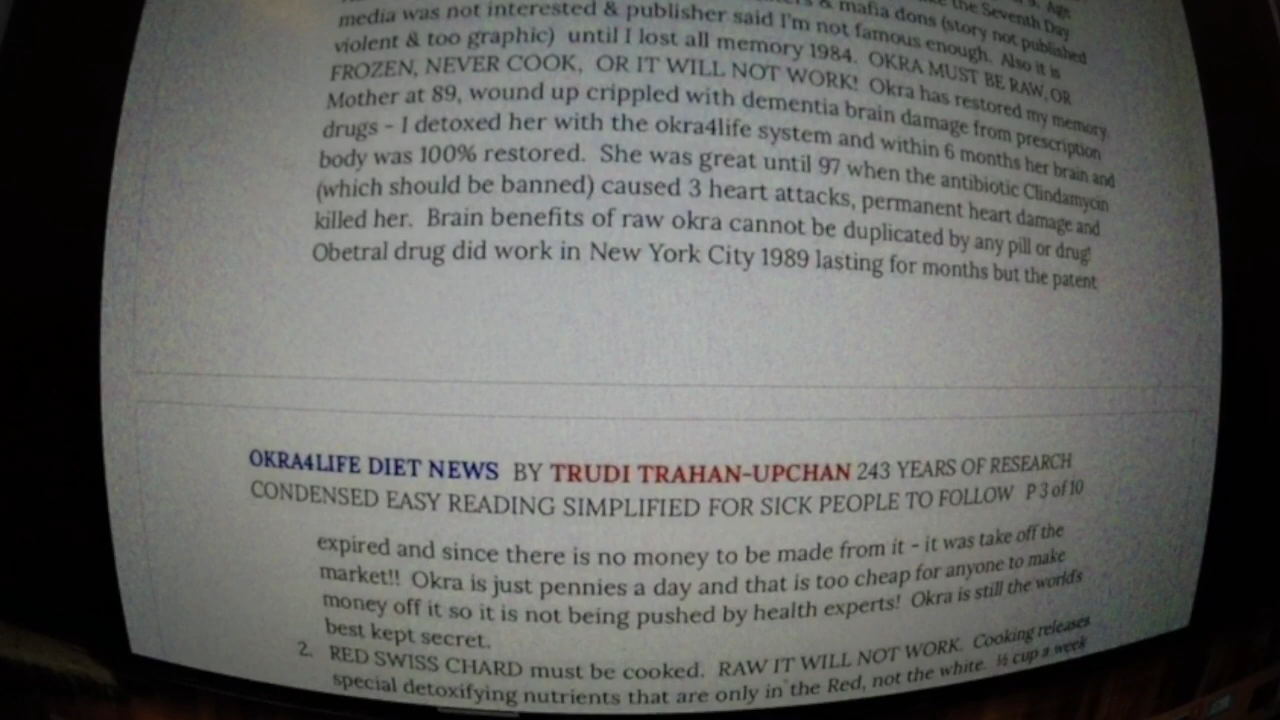 & mafia dons (story not published
the Seventh Day
media was not interested & publisher said I'm not famous enough. Also it is
violent & too graphic) until I lost all memory 1984. OKRA MUST BE RAW, OR
FROZEN, NEVER COOK, OR IT WILL NOT WORK! Okra has restored my memory.
Mother at 89, wound up crippled with dementia brain damage from prescription
drugs - I detoxed her with the okra4life system and within 6 months her brain and
body was 100% restored. She was great until 97 when the antibiotic Clindamycin
(which should be banned) caused 3 heart attacks, permanent heart damage and
killed her. Brain benefits of raw okra cannot be duplicated by any pill or drug!
Obetral drug did work in New York City 1989 lasting for months but the patent
OKRA4LIFE DIET NEWS BY TRUDI TRAHAN-UPCHAN 243 YEARS OF RESEARCH
CONDENSED EASY READING SIMPLIFIED FOR SICK PEOPLE TO FOLLOW P 3 of 10
expired and since there is no money to be made from it - it was take off the
market!! Okra is just pennies a day and that is too cheap for anyone to make
money off it so it is not being pushed by health experts! Okra is still the world's
best kept secret.
2. RED SWISS CHARD must be cooked. RAW IT WILL NOT WORK. Cooking releases
special detoxifying nutrients that are only in the Red, not the white. ½ cup a week